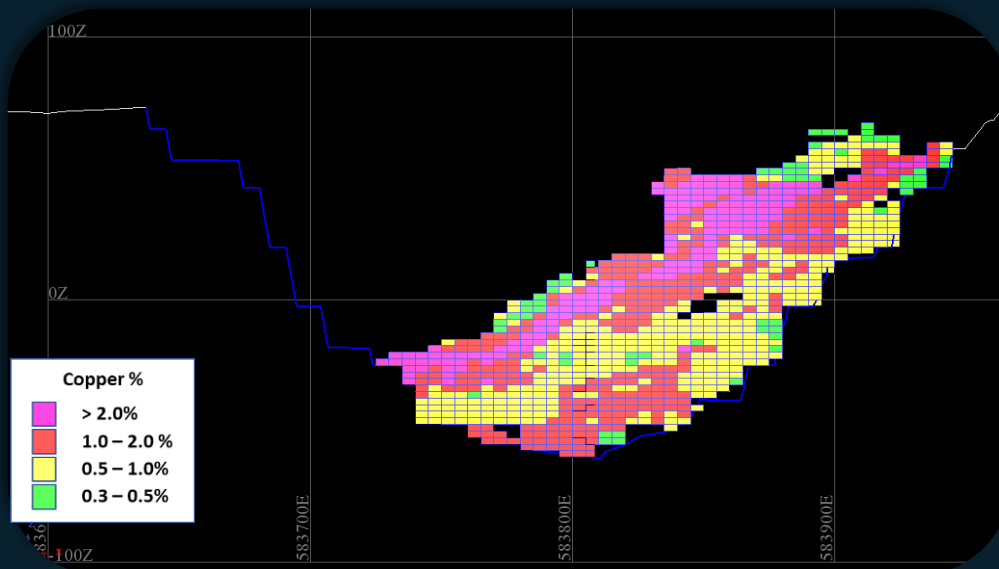 100Z
0Z
Copper %
> 2.0%
1.0 – 2.0 %
0.5 – 1.0%
0.3 – 0.5%
583700E
583800E
583900E
-100Z